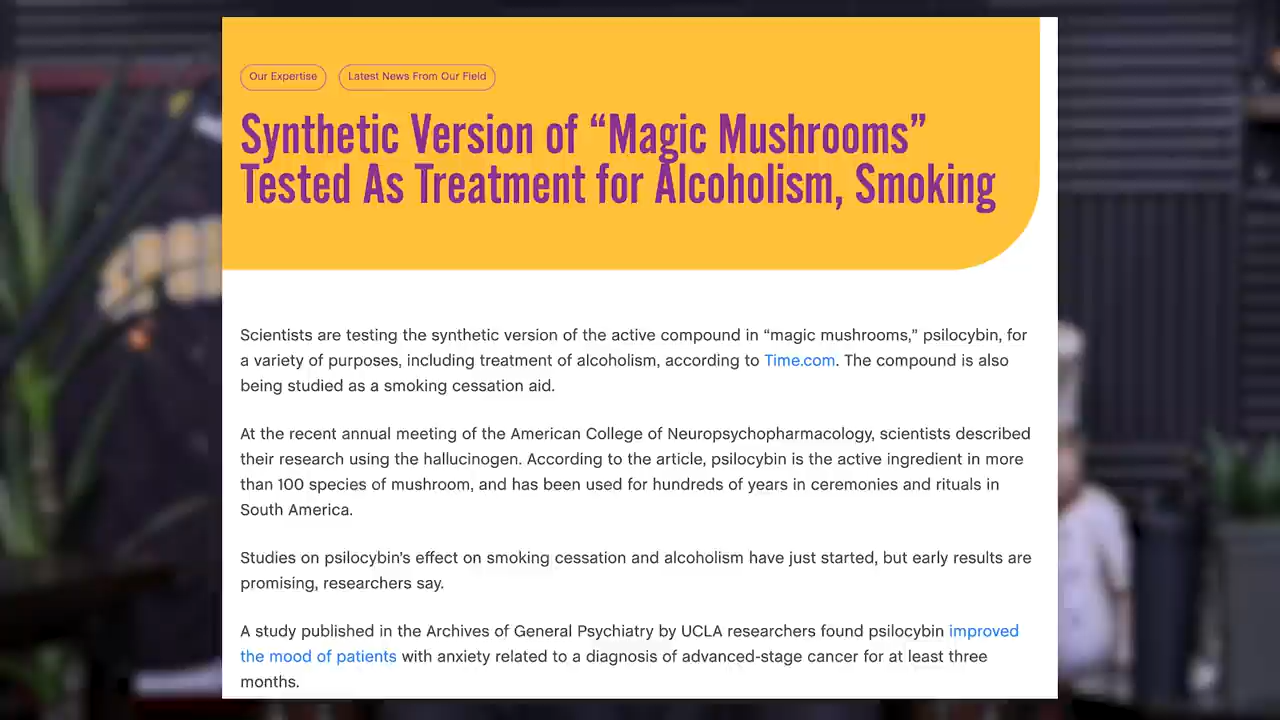 Our Expertise
Latest News From Our Field
Synthetic Version of “Magic Mushrooms”
Tested As Treatment for Alcoholism, Smoking
Scientists are testing the synthetic version of the active compound in “magic mushrooms,” psilocybin, for
a variety of purposes, including treatment of alcoholism, according to Time.com. The compound is also
being studied as a smoking cessation aid.
At the recent annual meeting of the American College of Neuropsychopharmacology, scientists described
their research using the hallucinogen. According to the article, psilocybin is the active ingredient in more
than 100 species of mushroom, and has been used for hundreds of years in ceremonies and rituals in
South America.
Studies on psilocybin’s effect on smoking cessation and alcoholism have just started, but early results are
promising, researchers say.
A study published in the Archives of General Psychiatry by UCLA researchers found psilocybin improved
the mood of patients with anxiety related to a diagnosis of advanced-stage cancer for at least three
months.